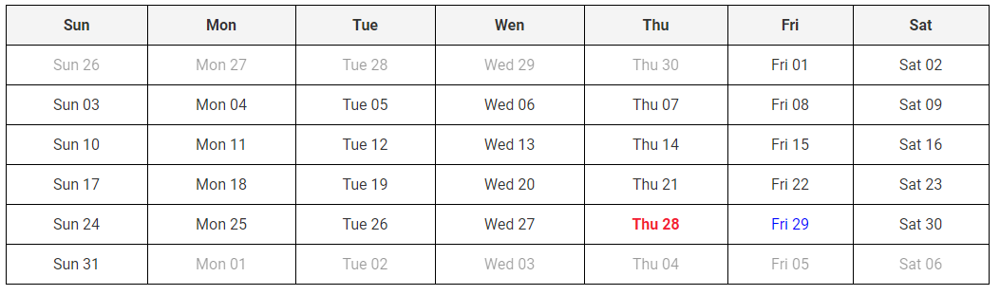 Sun Mon Tue Wen Thu Fri Sat
Sun 26 Mon 27 Tue 28 Wed 29 Thu 30 Fri 01 Sat 02
Sun 03 Mon 04 Tue 05 Wed 06 Thu 07 Fri 08 Sat 09
Sun 10 Mon 11 Tue 12 Wed 13 Thu 14 Fri 15 Sat 16
Sun 17 Mon 18 Tue 19 Wed 20 Thu 21 Fri 22 Sat 23
Sun 24 Mon 25 Tue 26 Wed 27 Thu 28 Fri 29 Sat 30
Sun 31 Mon 01 Tue 02 Wed 03 Thu 04 Fri 05 Sat 06